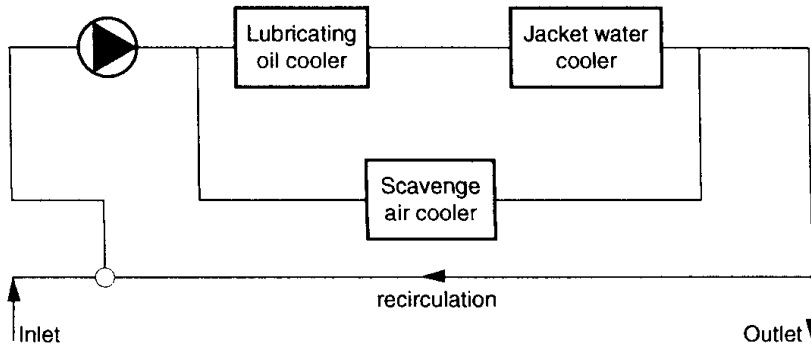 Lubricating
oil cooler
Jacket water
cooler
Scavenge
air cooler
recirculation
Inlet
Outlet